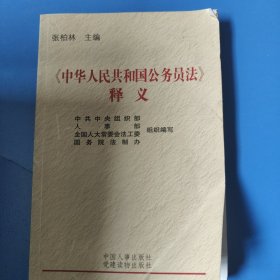 张柏林 主编
《中华人民共和国公务员法》
释义
中共中央组织部
人事部
全国人大常委会法工委
国务院法制办
组织编写
中国人事出版社
党建读物出版社